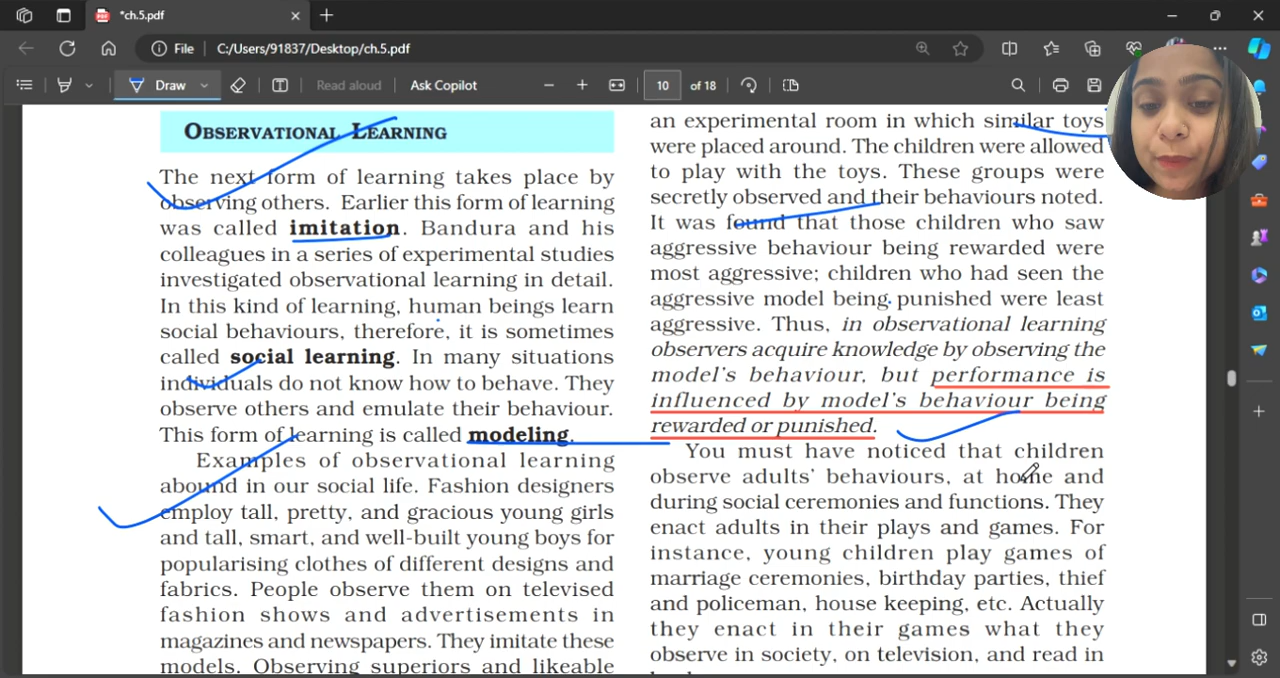 *ch.5.pdf
File
C:/Users/91837/Desktop/ch.5.pdf
Draw
Read aloud
Ask Copilot
10
of 18
OBSERVATIONAL LEARNING
The next form of learning takes place by
observing others. Earlier this form of learning
was called imitation. Bandura and his
colleagues in a series of experimental studies
investigated observational learning in detail.
In this kind of learning, human beings learn
social behaviours, therefore, it is sometimes
called social learning. In many situations
individuals do not know how to behave. They
observe others and emulate their behaviour.
This form of learning is called modeling.
Examples of observational learning
abound in our social life. Fashion designers
employ tall, pretty, and gracious young girls
and tall, smart, and well-built young boys for
popularising clothes of different designs and
fabrics. People observe them on televised
fashion shows and advertisements in
magazines and newspapers. They imitate these
models. Observing superiors and likeable
an experimental room in which similar toys
were placed around. The children were allowed
to play with the toys. These groups were
secretly observed and their behaviours noted.
It was found that those children who saw
aggressive behaviour being rewarded were
most aggressive; children who had seen the
aggressive model being punished were least
aggressive. Thus, in observational learning
observers acquire knowledge by observing the
model's behaviour, but performance is
influenced by model's behaviour being
rewarded or punished.
You must have noticed that children
observe adults' behaviours, at home and
during social ceremonies and functions. They
enact adults in their plays and games. For
instance, young children play games of
marriage ceremonies, birthday parties, thief
and policeman, house keeping, etc. Actually
they enact in their games what they
observe in society, on television, and read in